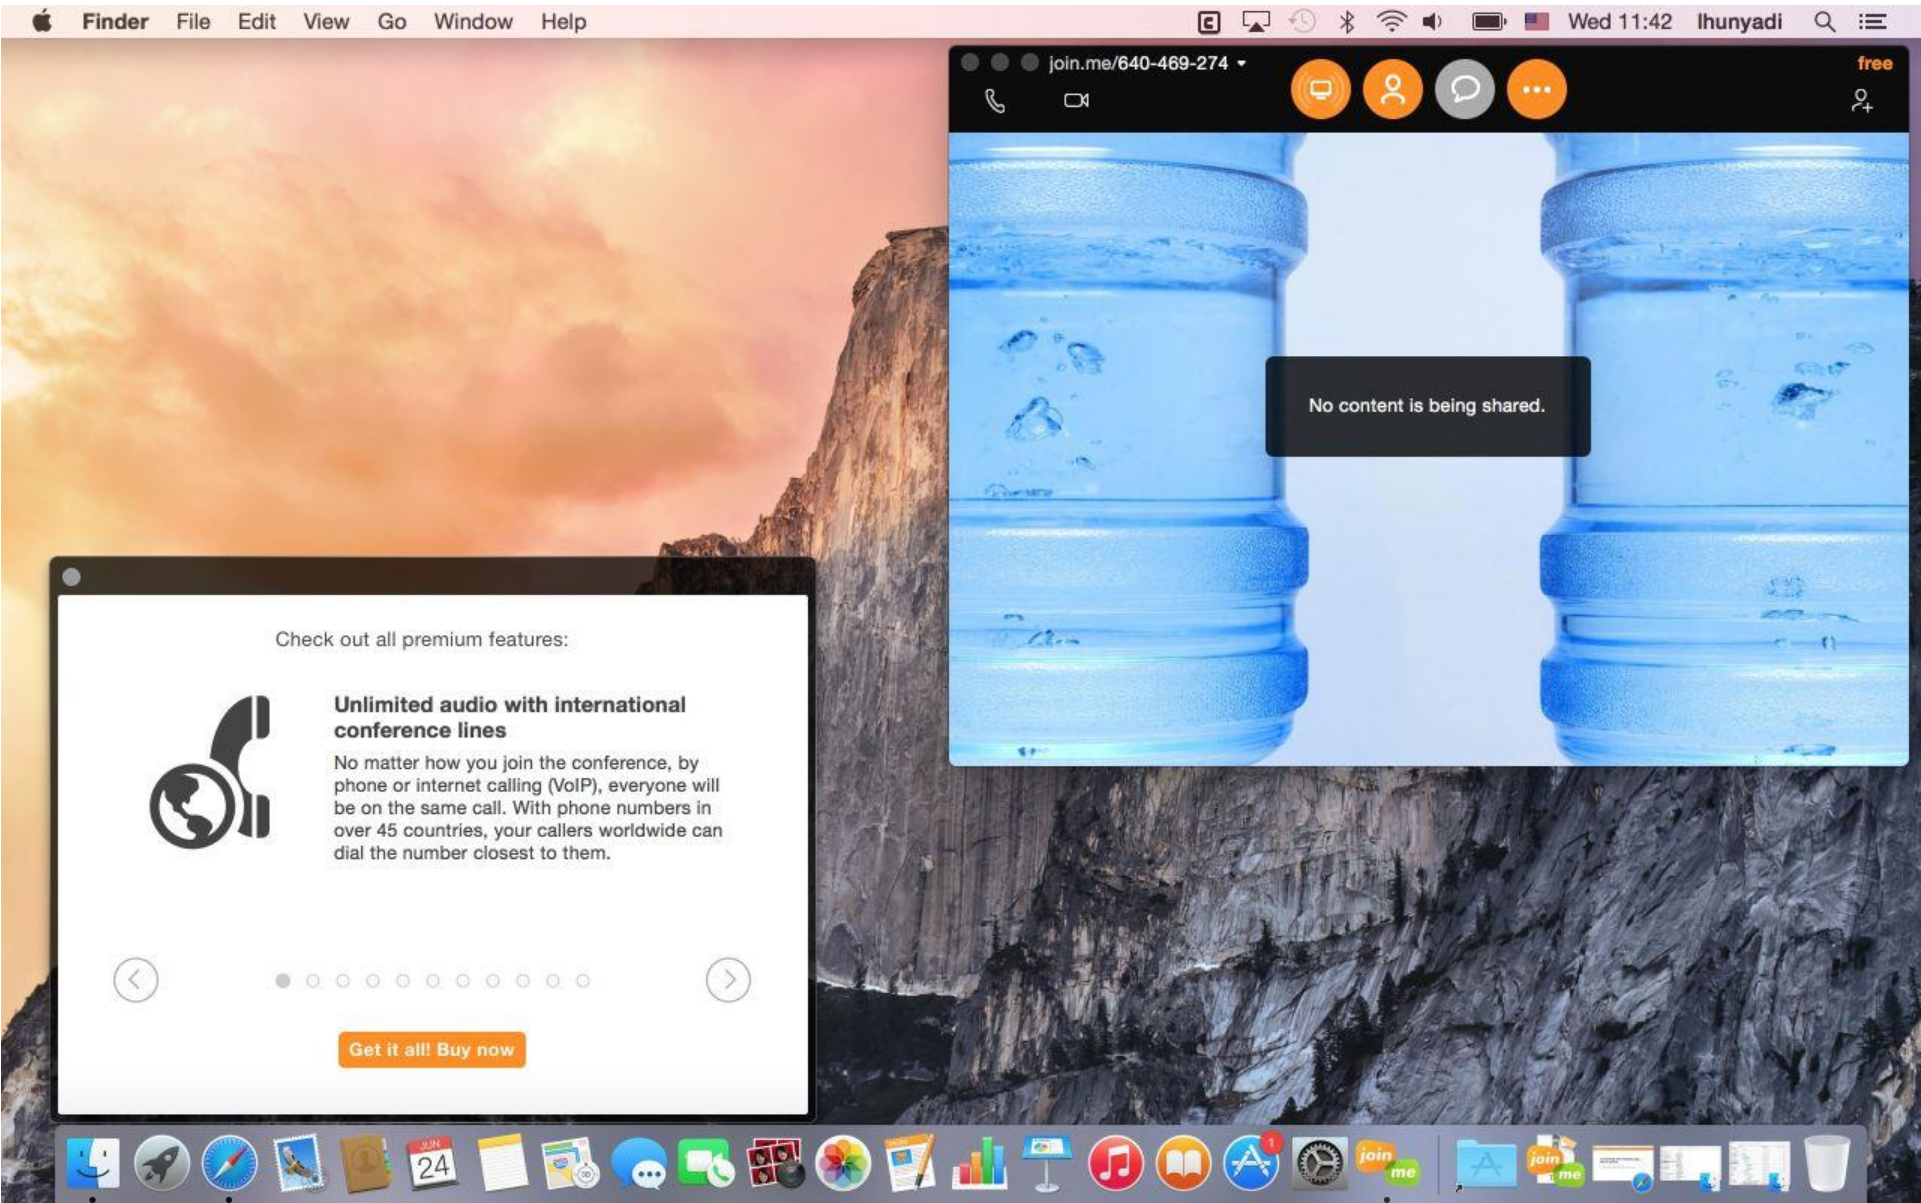 Finder File Edit View Go Window Help
Wed 11:42 lhunyadi
join.me/640-469-274
free
No content is being shared.
Check out all premium features:
Unlimited audio with international
conference lines
No matter how you join the conference, by
phone or internet calling (VoIP), everyone will
be on the same call. With phone numbers in
over 45 countries, your callers worldwide can
dial the number closest to them.
Get it all! Buy now
JUN
24
3D
PAGES
1
join
me
join
me